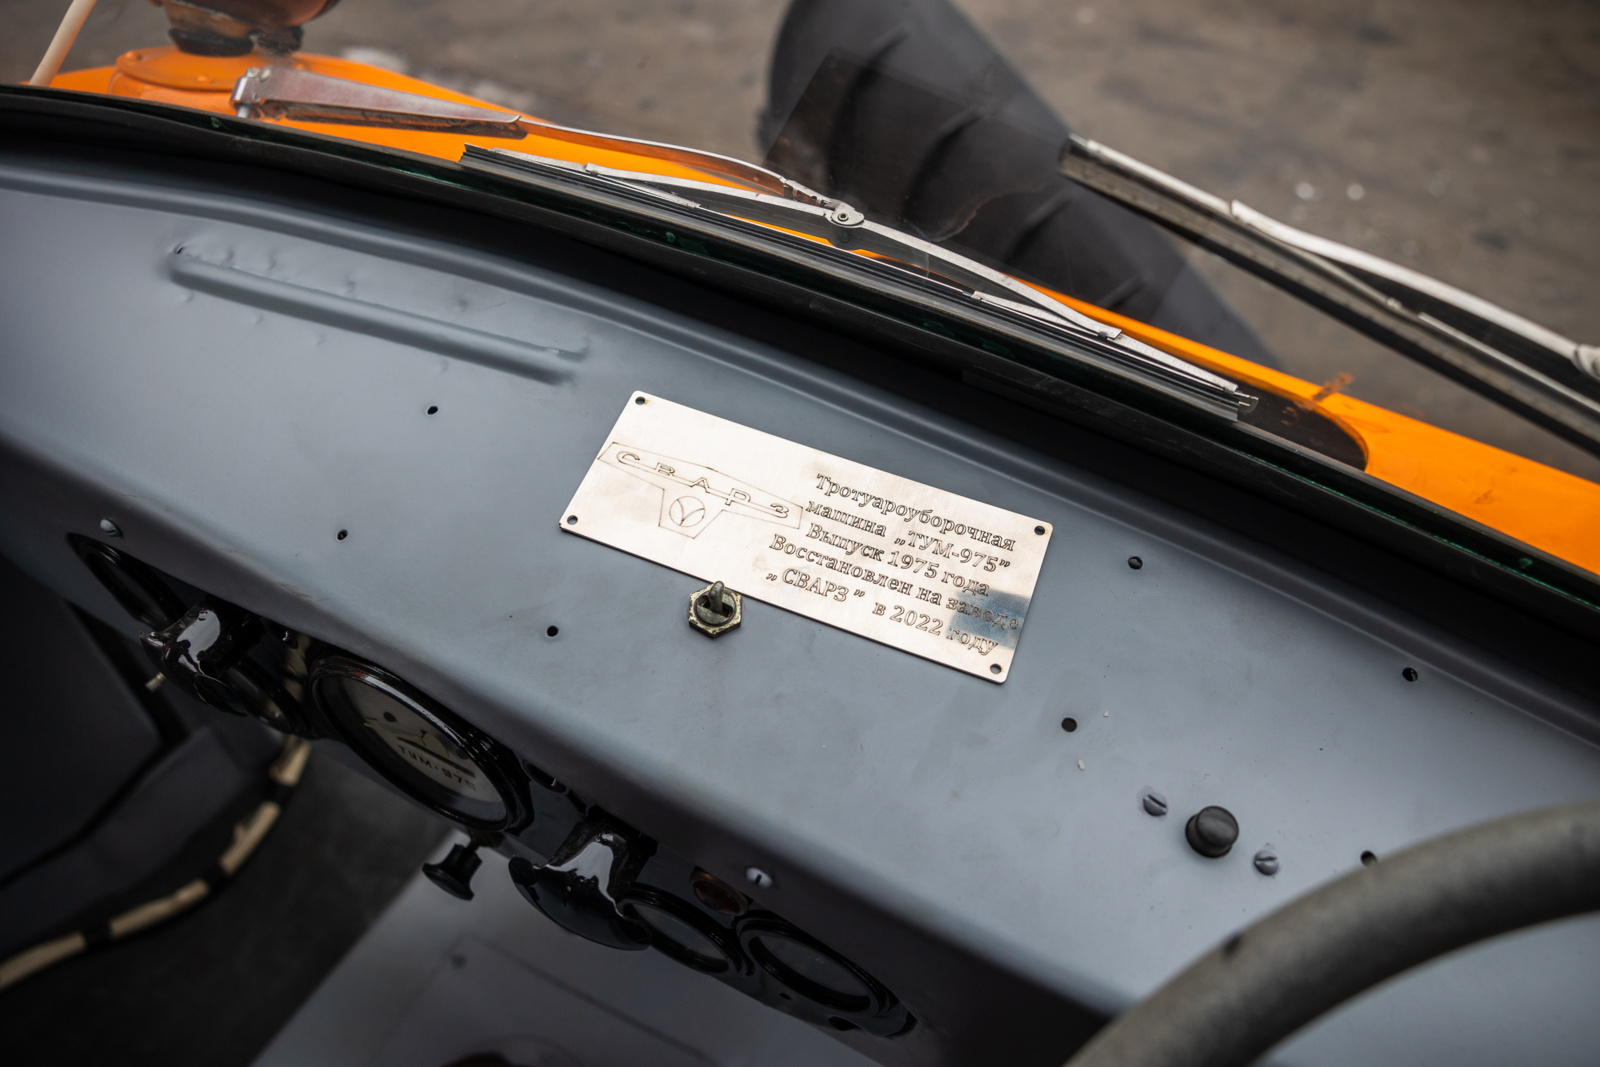 СВАРЗ
Тротуароуборочная
машина „ТУМ-975”
Выпуск 1975 года
Восстановлен на заводе
„СВАРЗ” в 2022 году
ТУМ-975